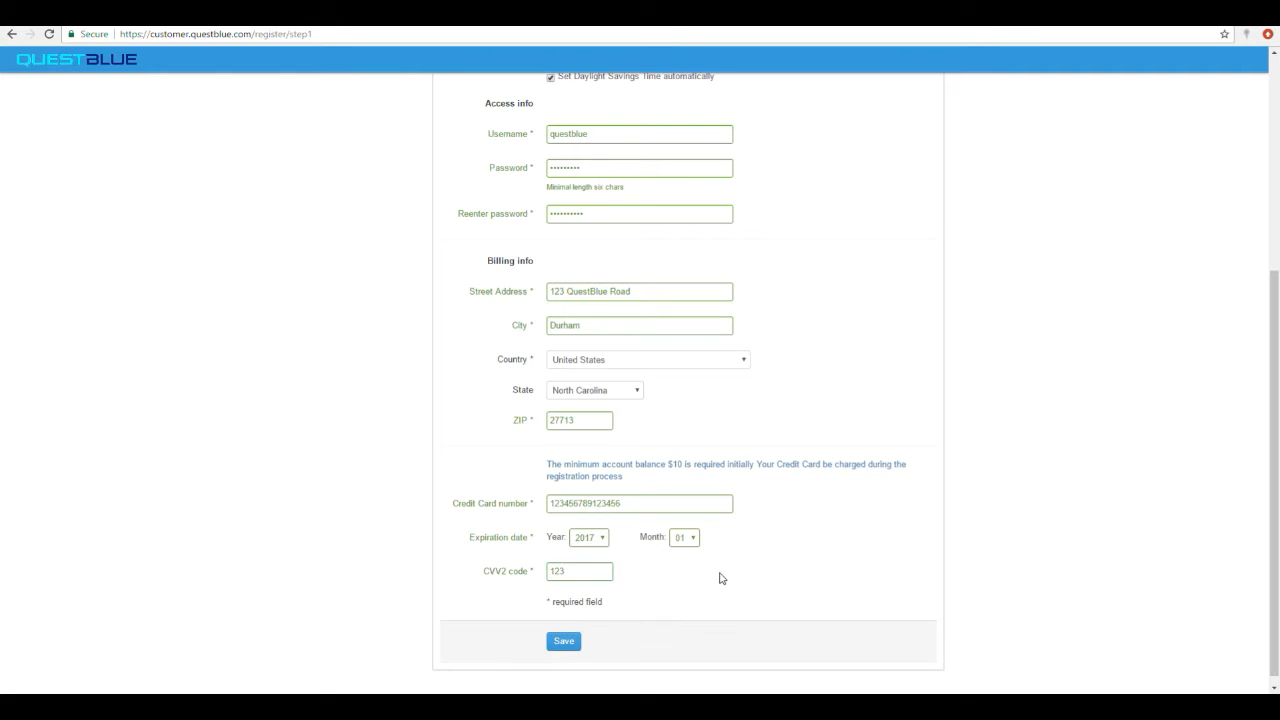 Secure https://customer.questblue.com/register/step1
QUESTBLUE
Set Daylight Savings Time automatically
Access info
Username * questblue
Password * •••••••••
Minimal length six chars
Reenter password * ••••••••••
Billing info
Street Address * 123 QuestBlue Road
City * Durham
Country * United States
State North Carolina
ZIP * 27713
The minimum account balance $10 is required initially Your Credit Card be charged during the
registration process
Credit Card number * 123456789123456
Expiration date * Year: 2017 Month: 01
CVV2 code * 123
* required field
Save